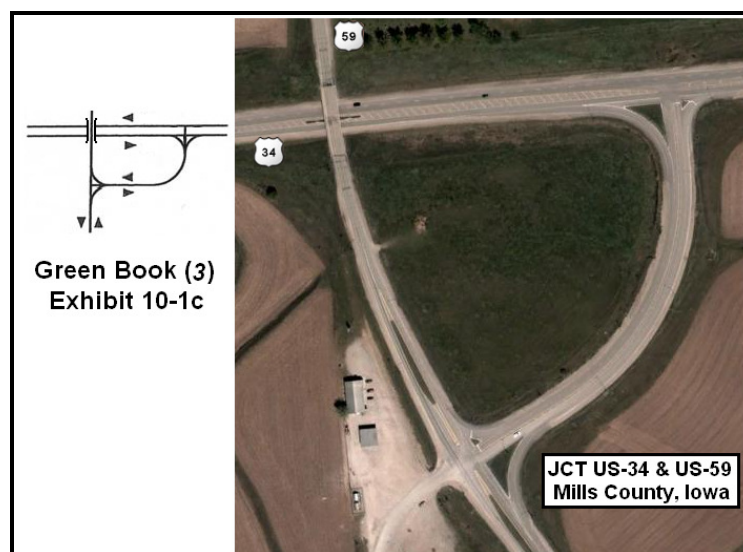 Green Book (3)
Exhibit 10-1c
59
34
JCT US-34 & US-59
Mills County, Iowa